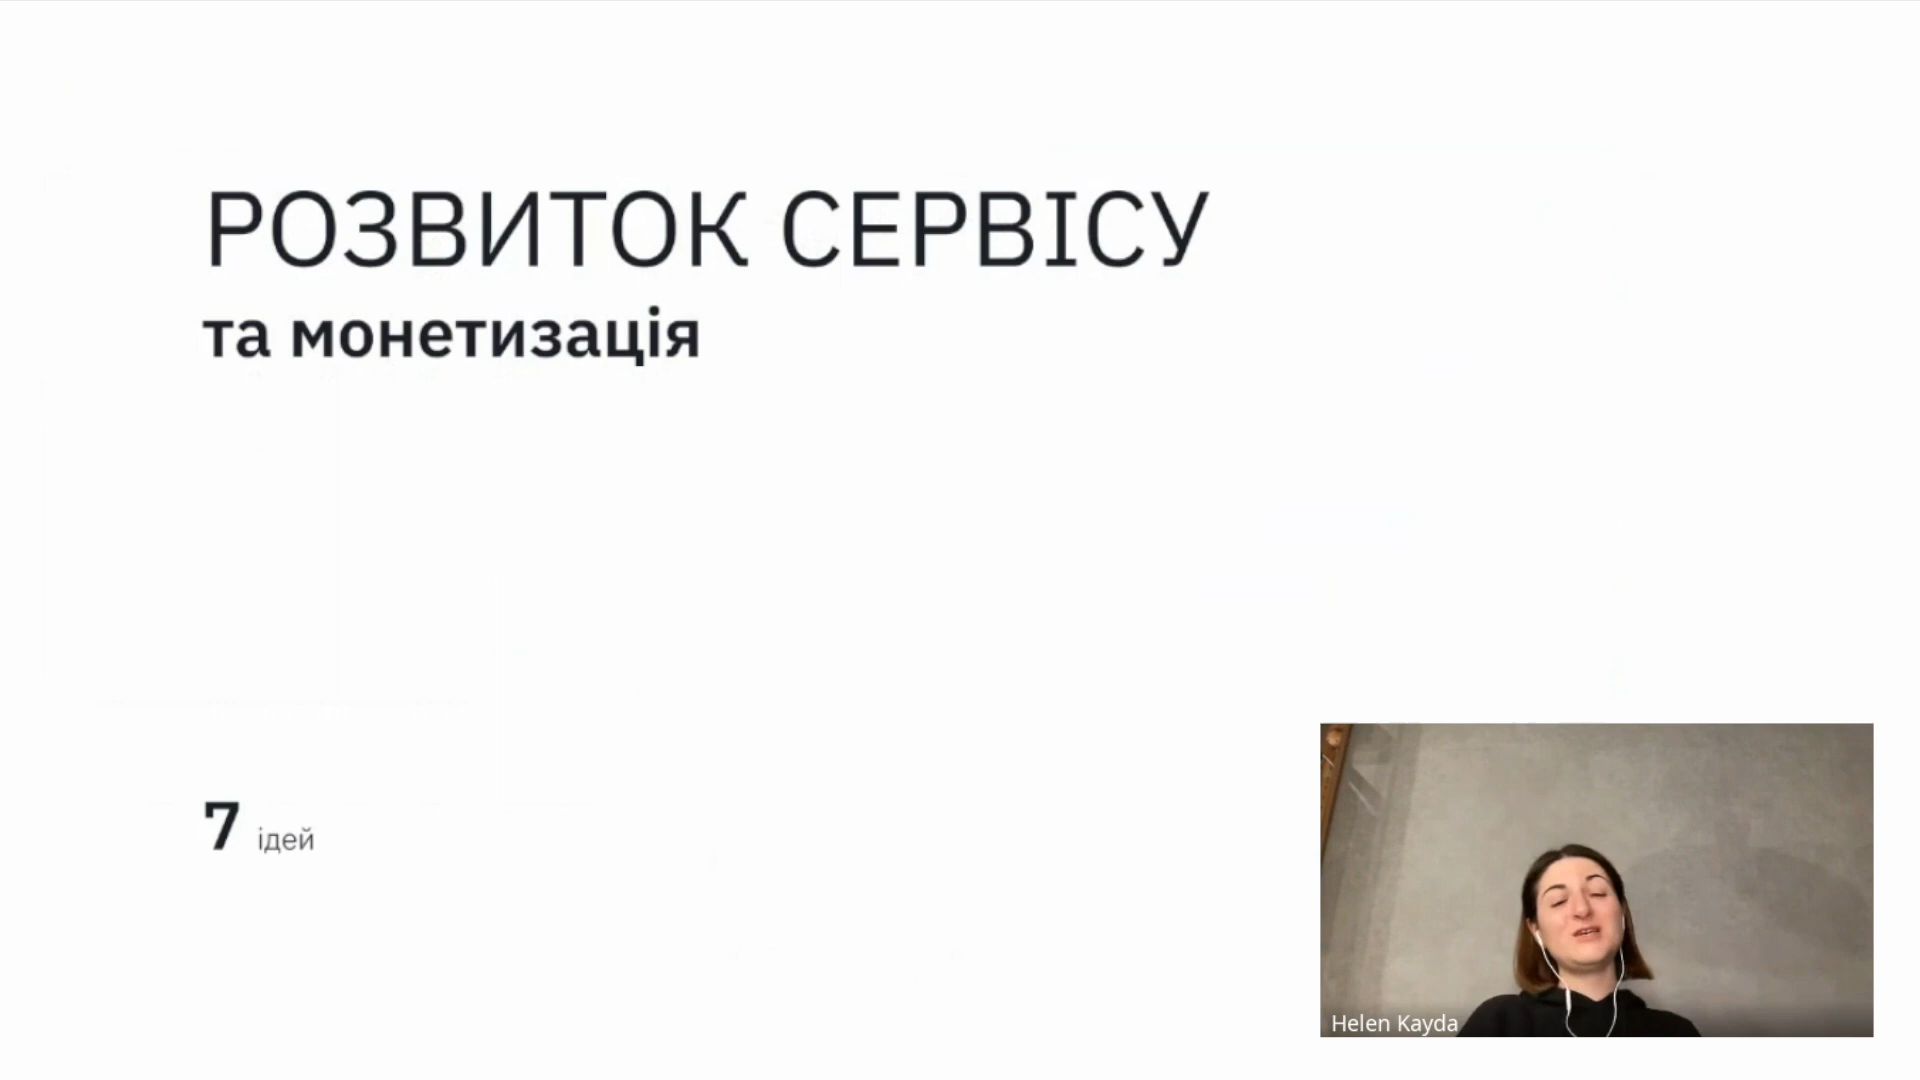 РОЗВИТОК СЕРВІСУ
та монетизація
7 ідей
Helen Kayda